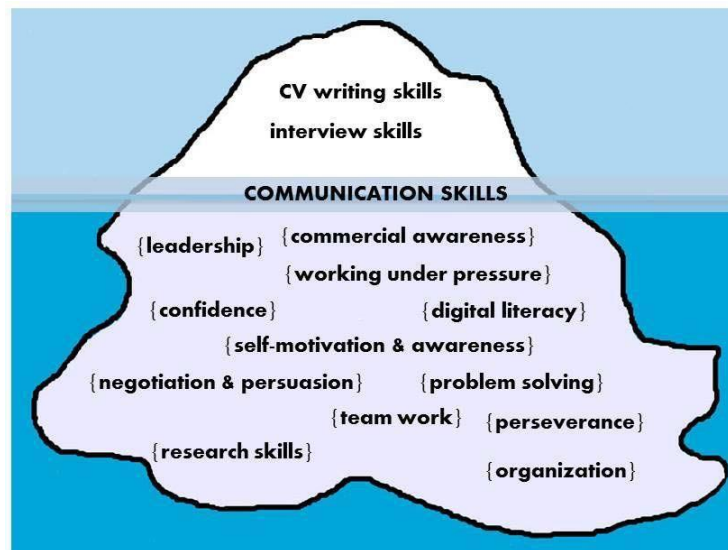 CV writing skills
interview skills
COMMUNICATION SKILLS
{leadership}
{commercial awareness}
{working under pressure}
{confidence}
{digital literacy}
{self-motivation & awareness}
{negotiation & persuasion}
{problem solving}
{team work}
{perseverance}
{research skills}
{organization}